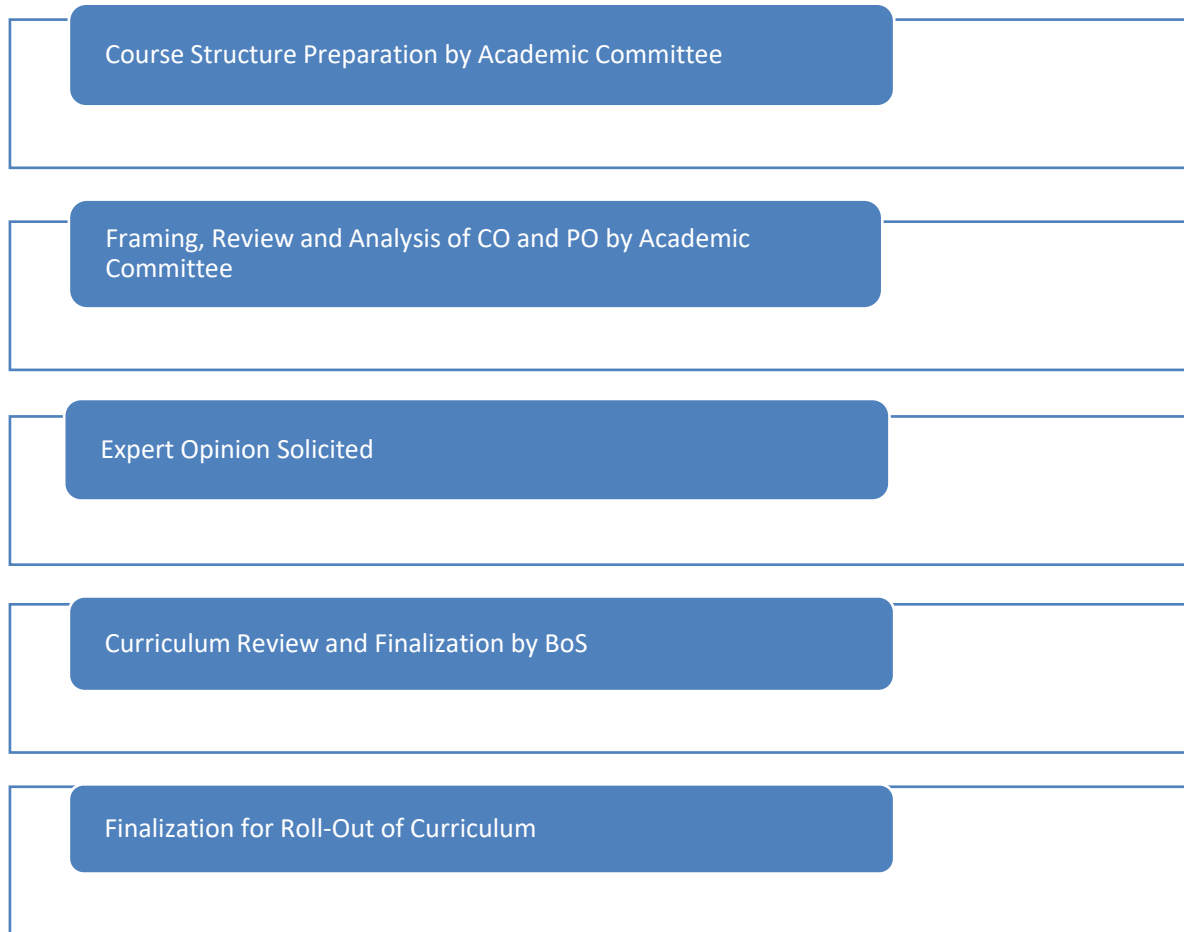 Course Structure Preparation by Academic Committee
Framing, Review and Analysis of CO and PO by Academic
Committee
Expert Opinion Solicited
Curriculum Review and Finalization by BoS
Finalization for Roll-Out of Curriculum